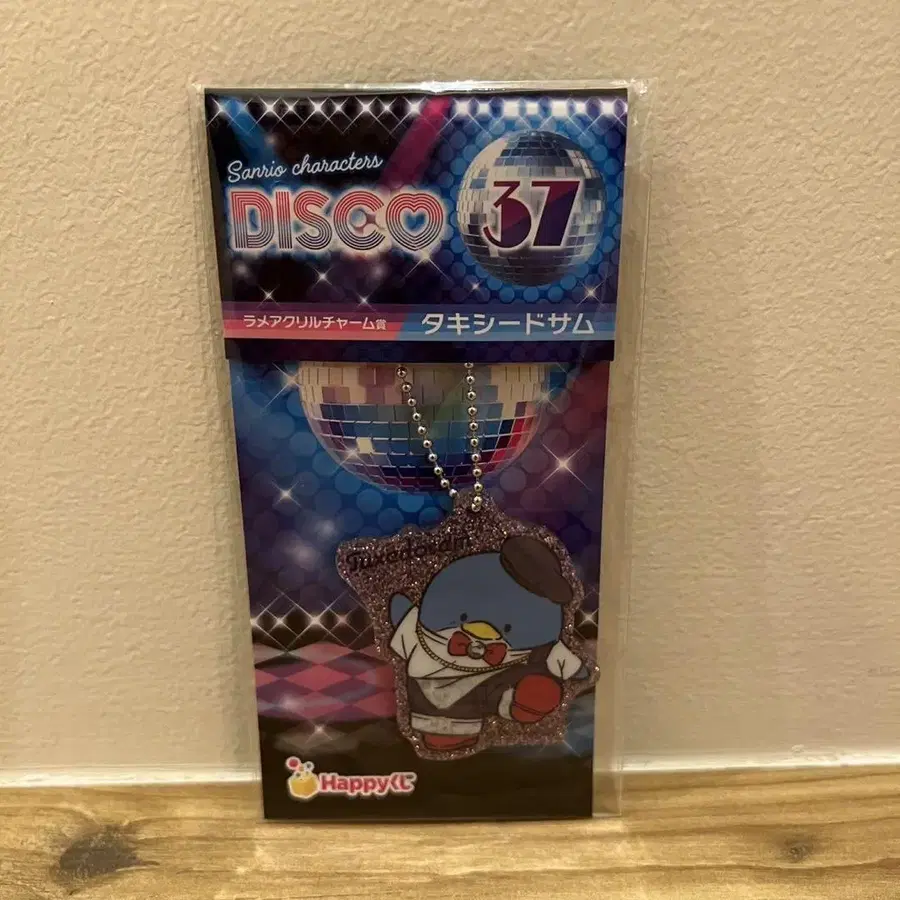 Sanrio characters
DISCO
37
ラメアクリルチャーム賞
タキシードサム
Tuxedosam
Happyくじ